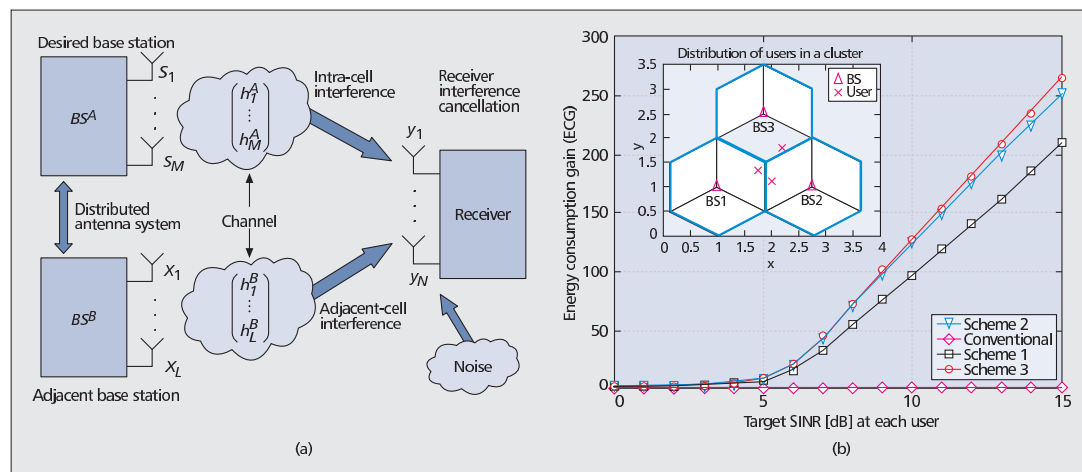 Desired base station
BS^A
S_1
S_M
Distributed
antenna system
BS^B
X_1
X_L
Adjacent base station
h_1^A
⋮
h_M^A
Channel
h_1^B
⋮
h_L^B
Intra-cell
interference
Adjacent-cell
interference
Receiver
interference
cancellation
y_1
y_N
Receiver
Noise
(a)
Energy consumption gain (ECG)
300
250
200
150
100
50
0
0
5
10
15
Target SINR [dB] at each user
Distribution of users in a cluster
y
3.5
3
2.5
2
1.5
1
0.5
0
0
0.5
1
1.5
2
2.5
3
3.5
4
x
BS
User
BS3
BS1
BS2
Scheme 2
Conventional
Scheme 1
Scheme 3
(b)